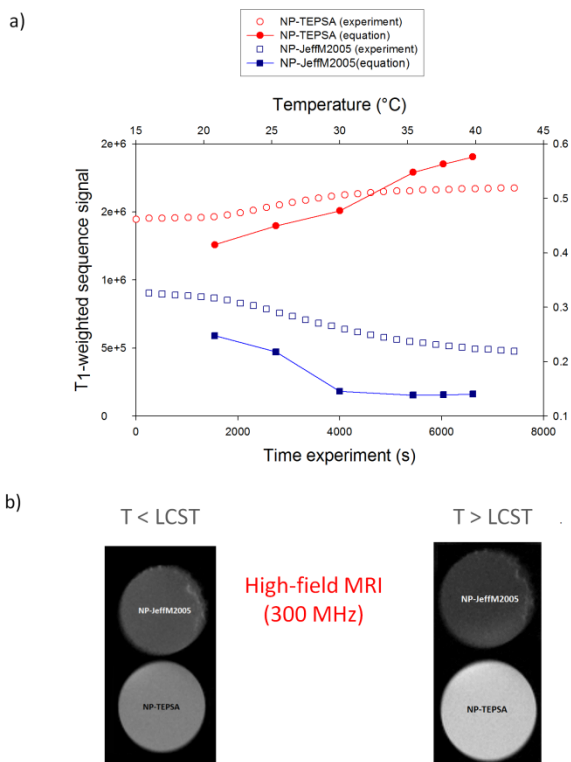 a)
NP-TEPSA (experiment)
NP-TEPSA (equation)
NP-JeffM2005 (experiment)
NP-JeffM2005(equation)
Temperature (°C)
15 20 25 30 35 40 45
T1-weighted sequence signal
2e+6
2e+6
1e+6
5e+5
0
0.6
0.5
0.4
0.3
0.2
0.1
0 2000 4000 6000 8000
Time experiment (s)
b)
T < LCST
T > LCST
.
High-field MRI
(300 MHz)
NP-JeffM2005
NP-TEPSA
NP-JeffM2005
NP-TEPSA